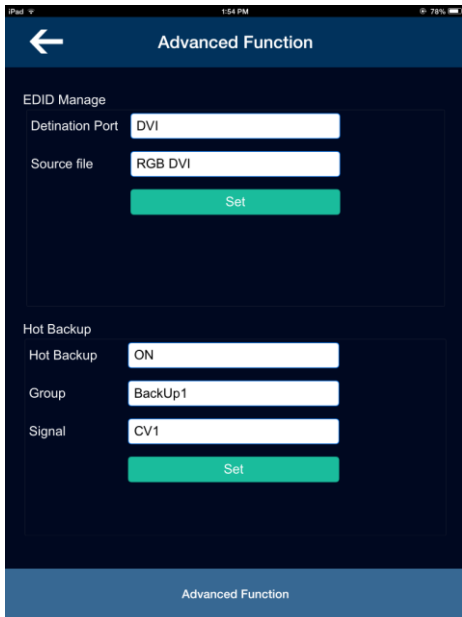 iPad 1:54 PM 78%
Advanced Function
EDID Manage
Detination Port DVI
Source file RGB DVI
Set
Hot Backup
Hot Backup ON
Group BackUp1
Signal CV1
Set
Advanced Function